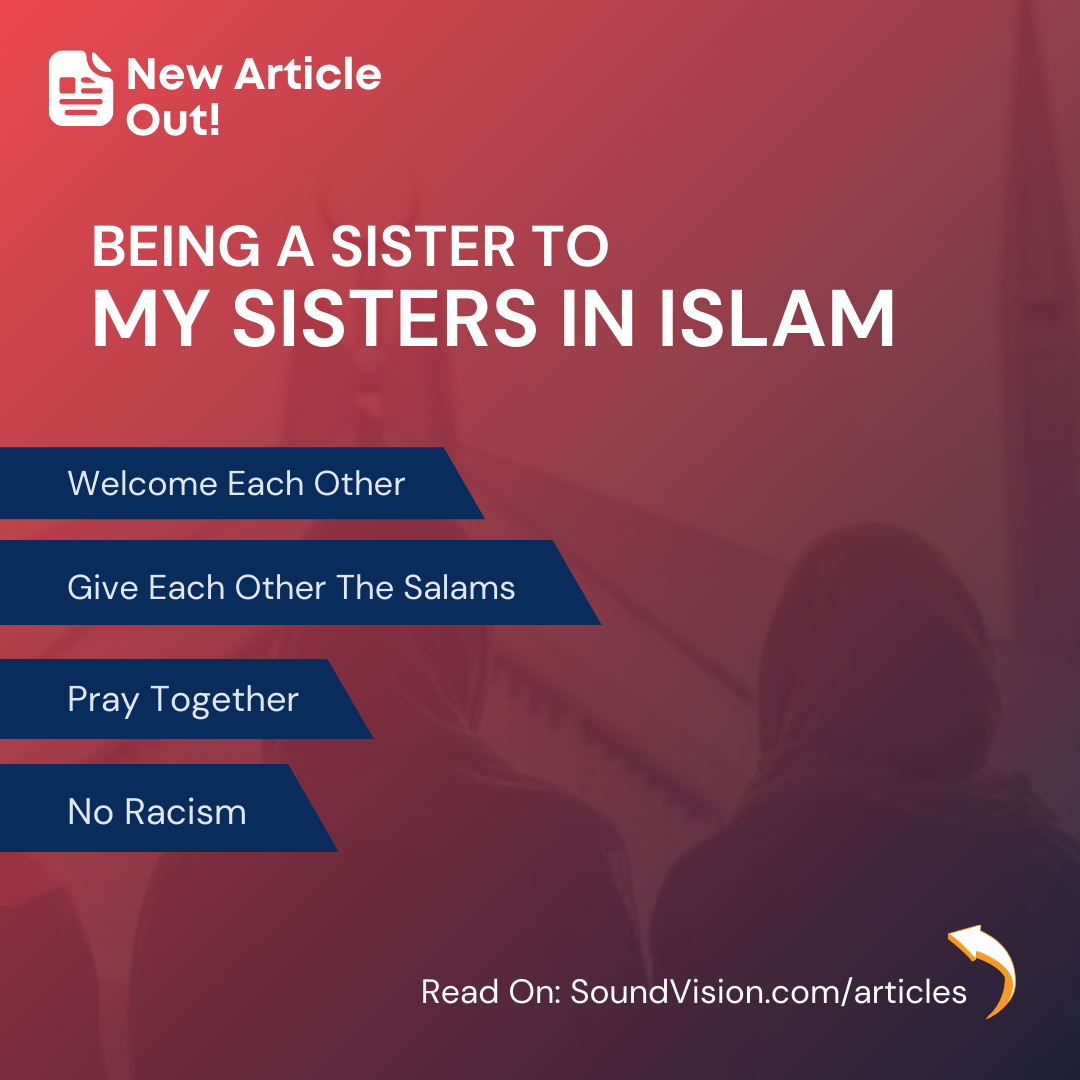 New Article
Out!
BEING A SISTER TO
MY SISTERS IN ISLAM
Welcome Each Other
Give Each Other The Salams
Pray Together
No Racism
Read On: SoundVision.com/articles